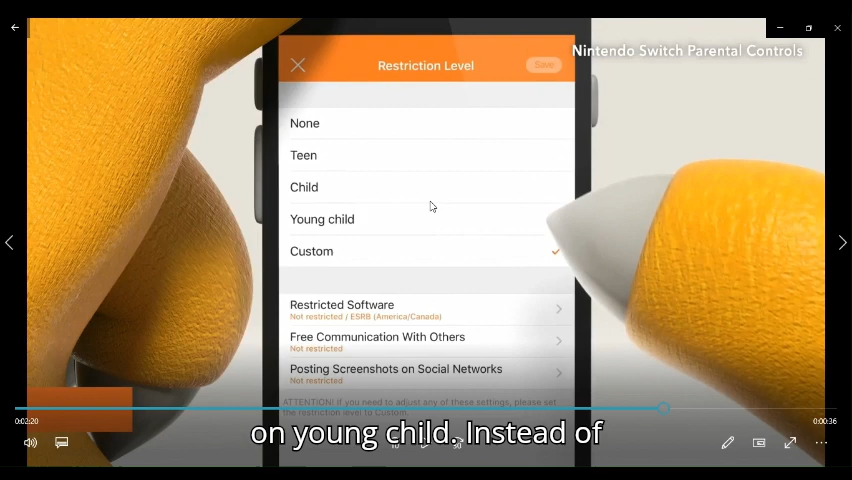 Nintendo Switch Parental Controls
Restriction Level
Save
None
Teen
Child
Young child
Custom
Restricted Software
Not restricted / ESRB (America/Canada)
Free Communication With Others
Not restricted
Posting Screenshots on Social Networks
Not restricted
ATTENTION! If you need to adjust any of these settings, please set
the restriction level to Custom.
0:02:20
0:00:36
on young child. Instead of
10
30